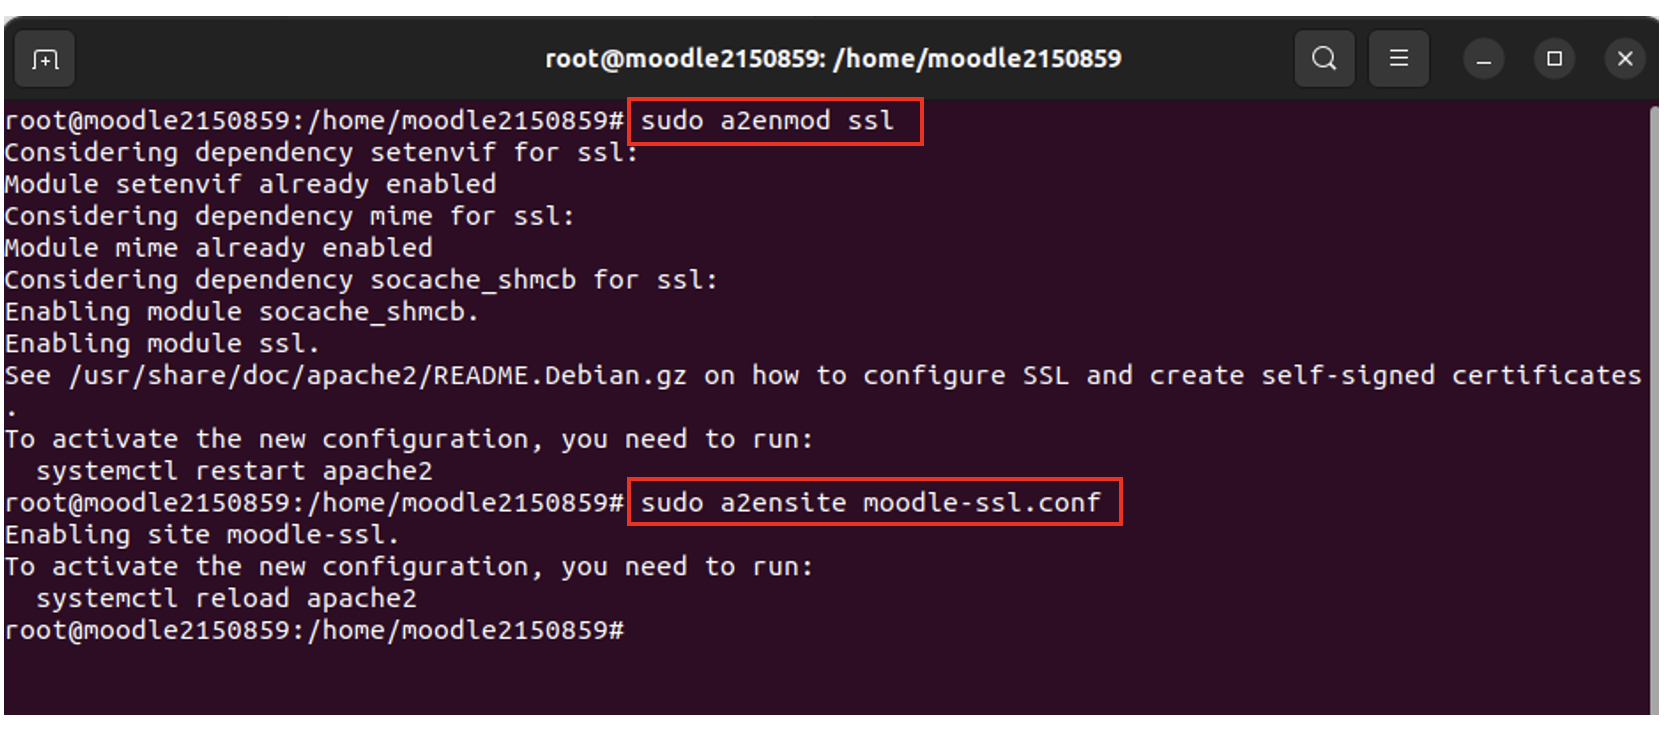 root@moodle2150859: /home/moodle2150859
root@moodle2150859:/home/moodle2150859# sudo a2enmod ssl
Considering dependency setenvif for ssl:
Module setenvif already enabled
Considering dependency mime for ssl:
Module mime already enabled
Considering dependency socache_shmcb for ssl:
Enabling module socache_shmcb.
Enabling module ssl.
See /usr/share/doc/apache2/README.Debian.gz on how to configure SSL and create self-signed certificates
.
To activate the new configuration, you need to run:
  systemctl restart apache2
root@moodle2150859:/home/moodle2150859# sudo a2ensite moodle-ssl.conf
Enabling site moodle-ssl.
To activate the new configuration, you need to run:
  systemctl reload apache2
root@moodle2150859:/home/moodle2150859#